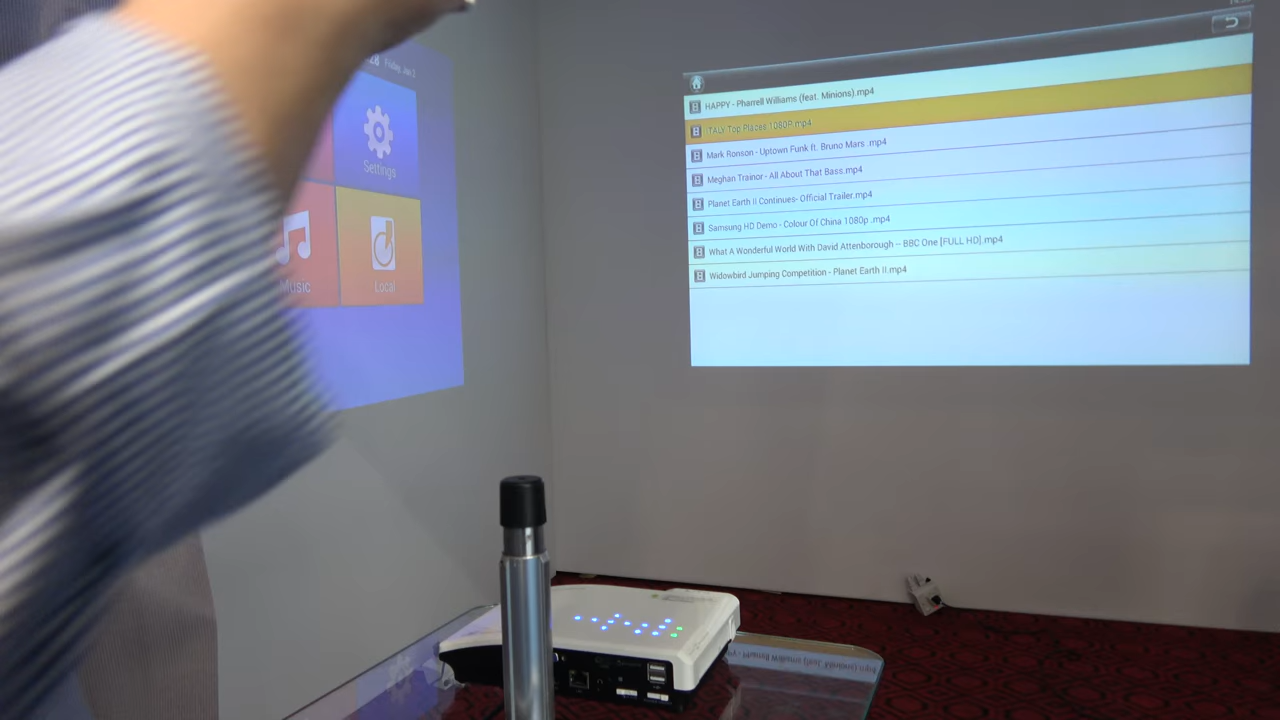 Friday, Jun 2
Settings
Music
Local
HAPPY - Pharrell Williams (feat. Minions).mp4
ITALY Top Places 1080P.mp4
Mark Ronson - Uptown Funk ft. Bruno Mars .mp4
Meghan Trainor - All About That Bass.mp4
Planet Earth II Continues- Official Trailer.mp4
Samsung HD Demo - Colour Of China 1080p .mp4
What A Wonderful World With David Attenborough – BBC One [FULL HD].mp4
Widowbird Jumping Competition - Planet Earth II.mp4